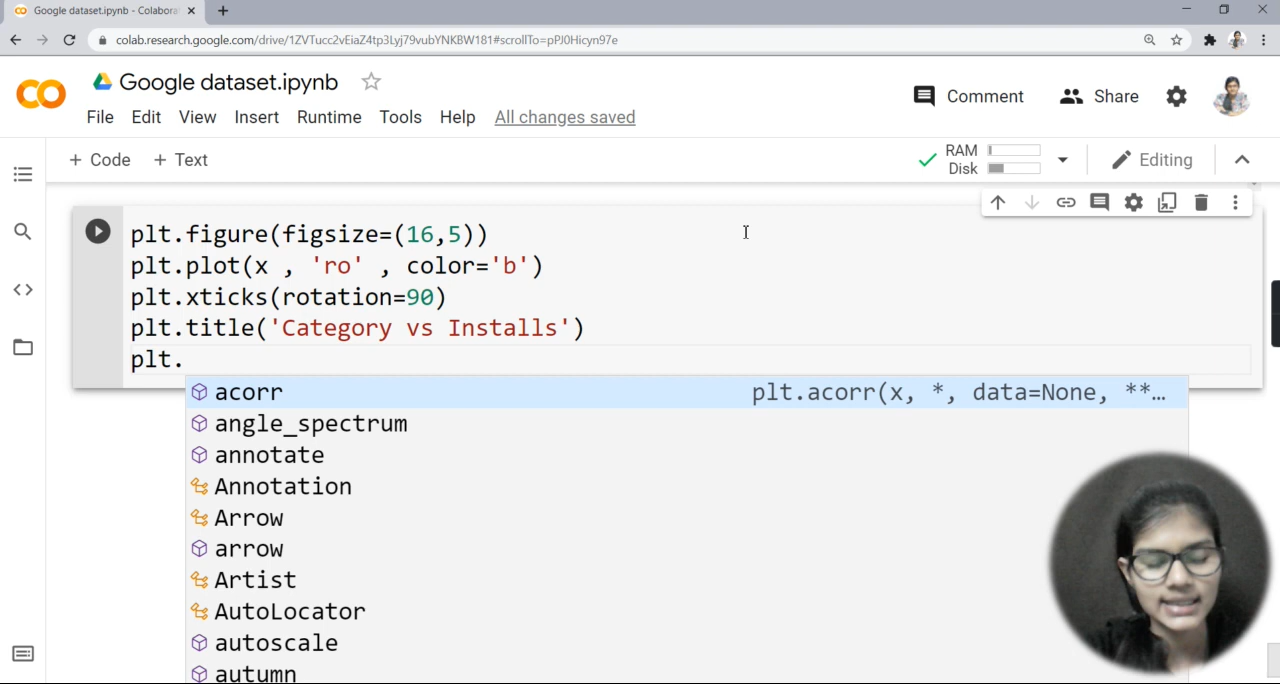 Google dataset.ipynb - Colabora
colab.research.google.com/drive/1ZVTucc2vEiaZ4tp3Lyj79vubYNKBW181#scrollTo=pPJ0Hicyn97e
Google dataset.ipynb
Comment
Share
File Edit View Insert Runtime Tools Help All changes saved
+ Code + Text
RAM
Disk
Editing
plt.figure(figsize=(16,5))
plt.plot(x , 'ro' , color='b')
plt.xticks(rotation=90)
plt.title('Category vs Installs')
plt.
acorr plt.acorr(x, *, data=None, **…
angle_spectrum
annotate
Annotation
Arrow
arrow
Artist
AutoLocator
autoscale
autumn